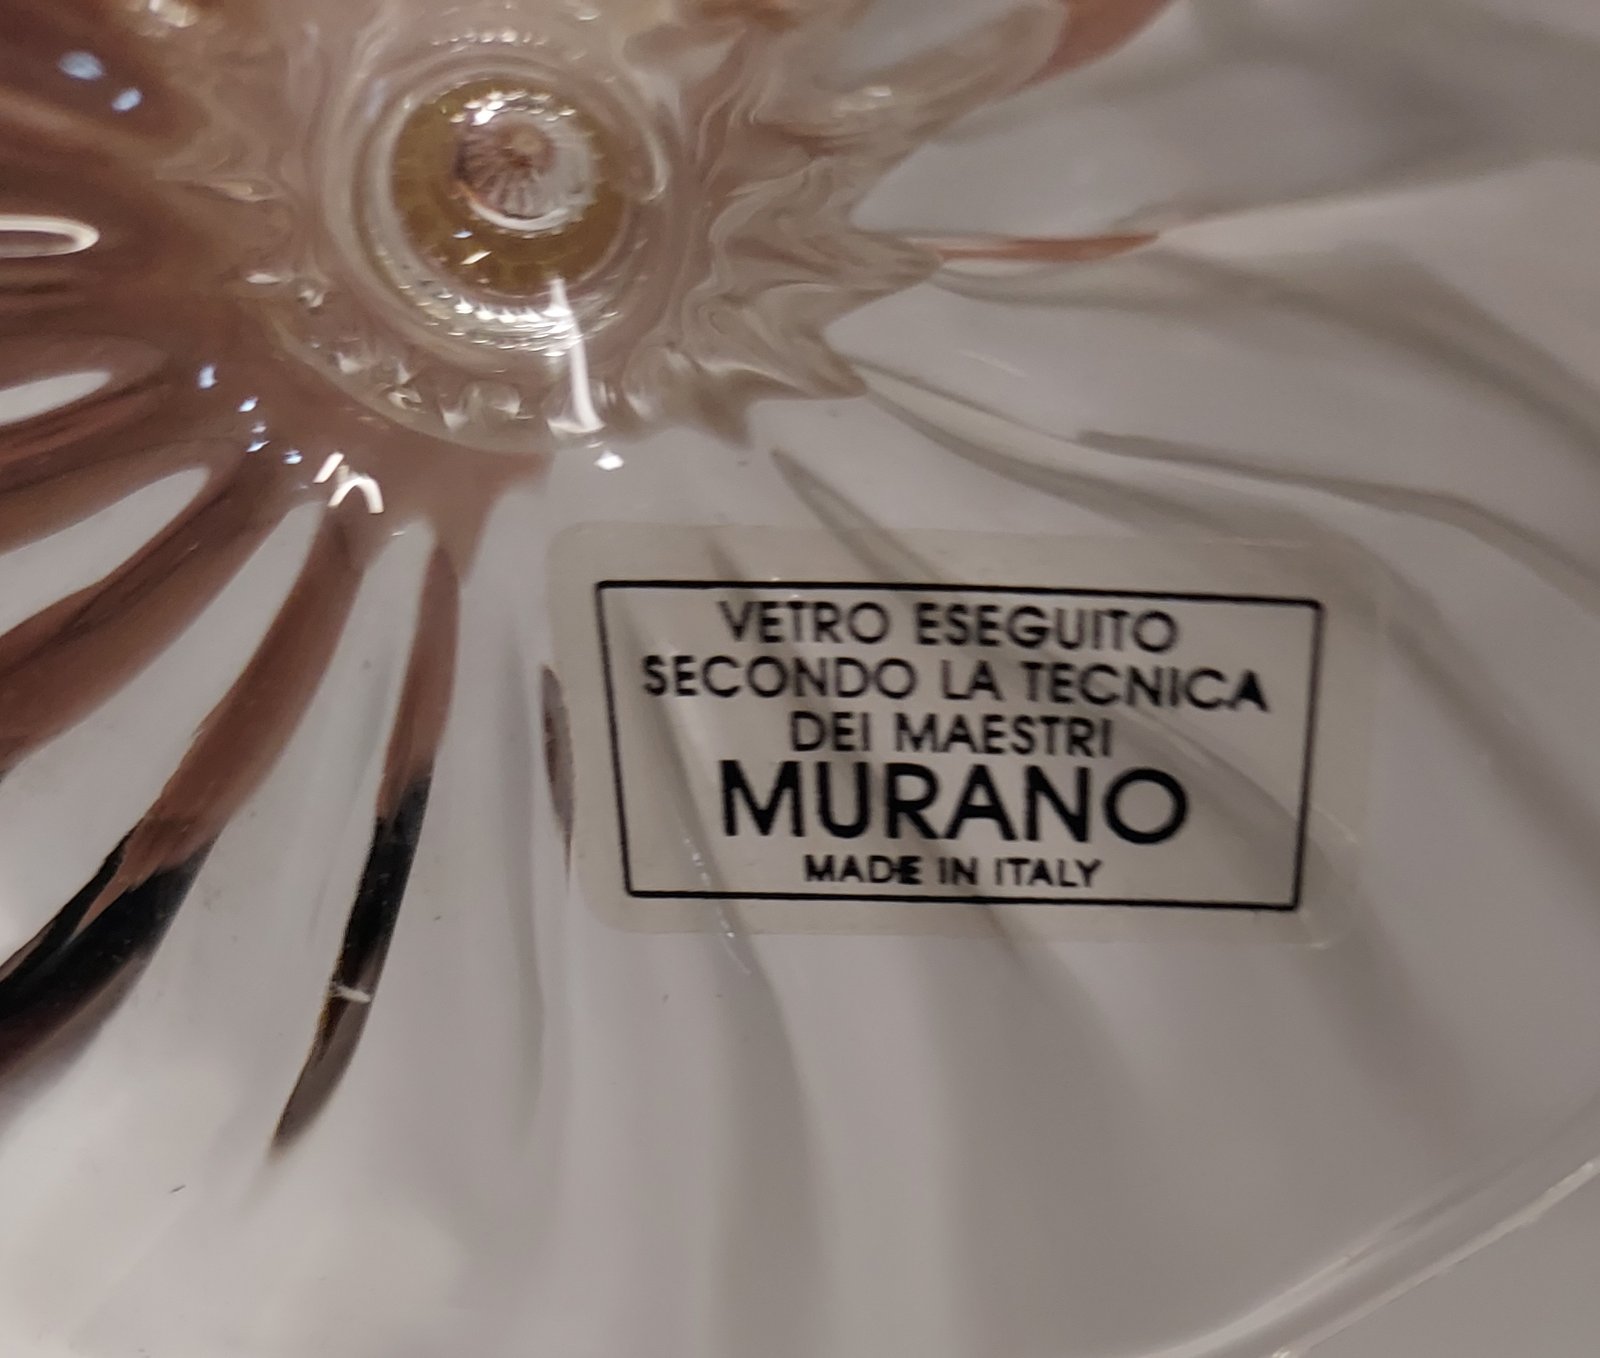 VETRO ESEGUITO
SECONDO LA TECNICA
DEI MAESTRI
MURANO
MADE IN ITALY